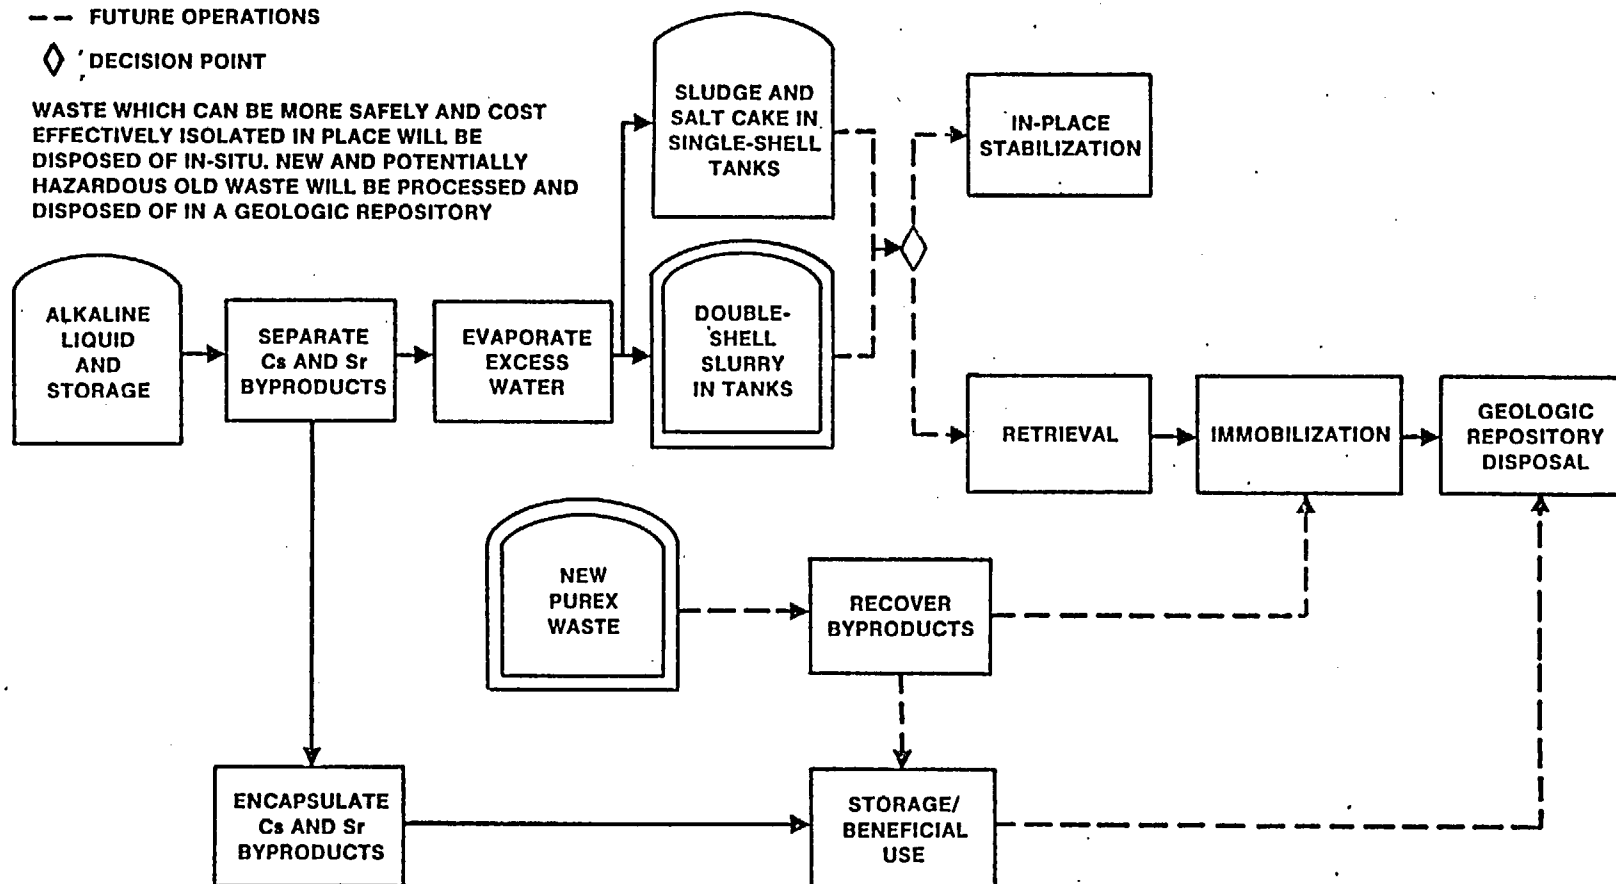 FUTURE OPERATIONS
DECISION POINT
WASTE WHICH CAN BE MORE SAFELY AND COST
EFFECTIVELY ISOLATED IN PLACE WILL BE
DISPOSED OF IN-SITU. NEW AND POTENTIALLY
HAZARDOUS OLD WASTE WILL BE PROCESSED AND
DISPOSED OF IN A GEOLOGIC REPOSITORY
SLUDGE AND
SALT CAKE IN
SINGLE-SHELL
TANKS
IN-PLACE
STABILIZATION
ALKALINE
LIQUID
AND
STORAGE
SEPARATE
Cs AND Sr
BYPRODUCTS
EVAPORATE
EXCESS
WATER
DOUBLE-
SHELL
SLURRY
IN TANKS
RETRIEVAL
IMMOBILIZATION
GEOLOGIC
REPOSITORY
DISPOSAL
NEW
PUREX
WASTE
RECOVER
BYPRODUCTS
ENCAPSULATE
Cs AND Sr
BYPRODUCTS
STORAGE/
BENEFICIAL
USE